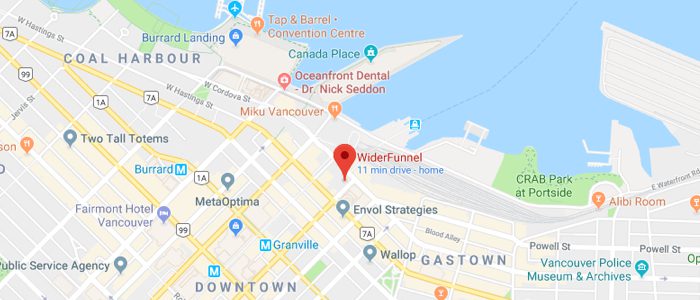 Tap & Barrel •
Convention Centre
Burrard Landing
W Hastings St
COAL HARBOUR
Canada Place
7A
99
Oceanfront Dental
- Dr. Nick Seddon
W Cordova St
W Hastings St
7A
Jervis St
Miku Vancouver
99
Two Tall Totems
7A
WiderFunnel
11 min drive - home
Burrard
1A
1A
CRAB Park
at Portside
E Waterfront Rd
MetaOptima
Alibi Room
Fairmont Hotel
Vancouver
Envol Strategies
Granville
Blood Alley
Powell St
Powell St
Wallop
GASTOWN
Public Service Agency
Vancouver Police
Museum & Archives
DOWNTOWN
7A
1A